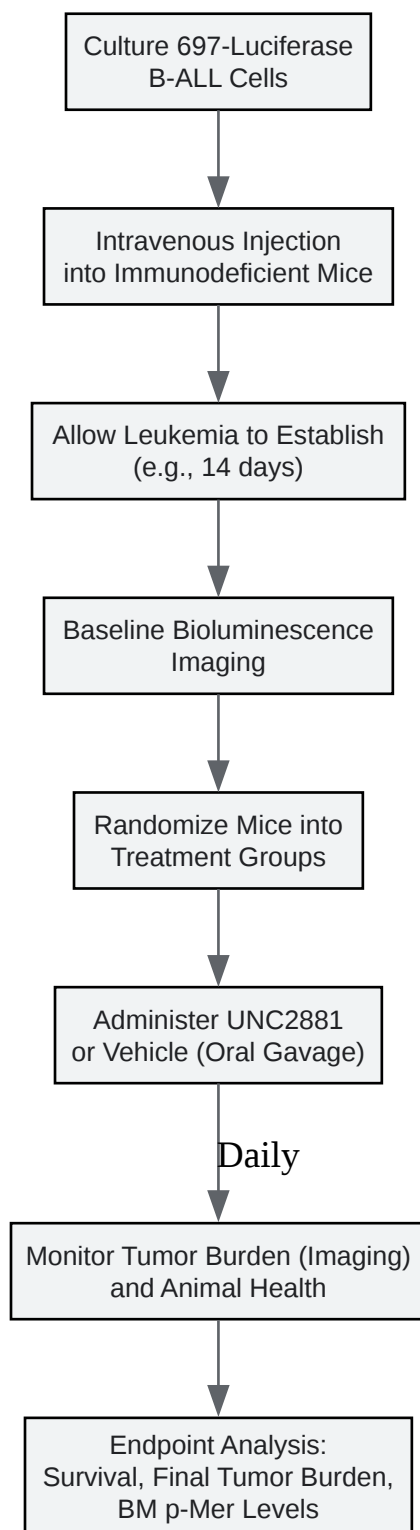 Culture 697-Luciferase
B-ALL Cells
Intravenous Injection
into Immunodeficient Mice
Allow Leukemia to Establish
(e.g., 14 days)
Baseline Bioluminescence
Imaging
Randomize Mice into
Treatment Groups
Administer UNC2881
or Vehicle (Oral Gavage)
Daily
Monitor Tumor Burden (Imaging)
and Animal Health
Endpoint Analysis:
Survival, Final Tumor Burden,
BM p-Mer Levels